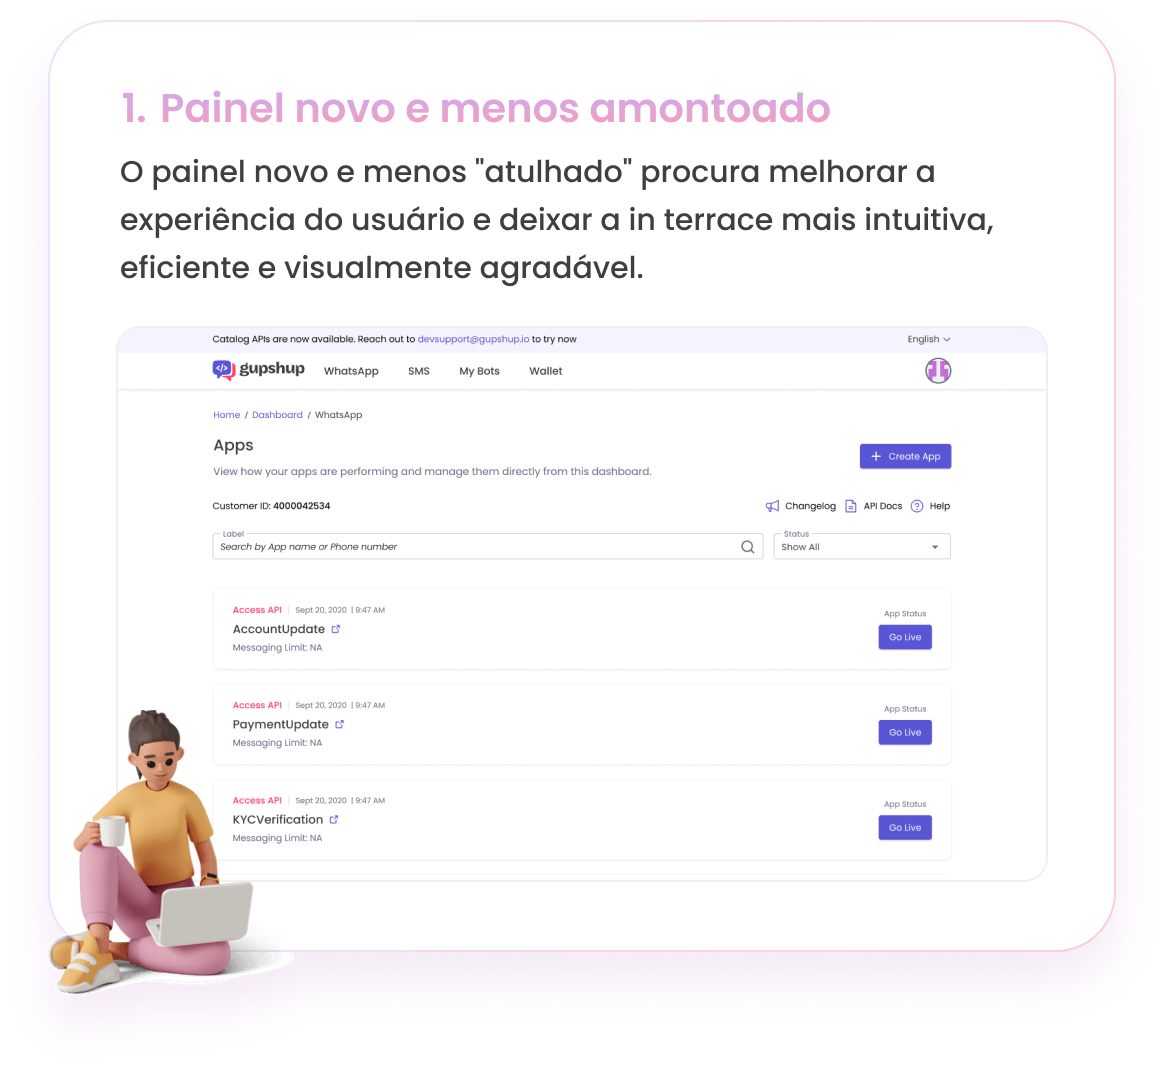 1. Painel novo e menos amontoado
O painel novo e menos "atulhado" procura melhorar a
experiência do usuário e deixar a in terrace mais intuitiva,
eficiente e visualmente agradável.
Catalog APIs are now available. Reach out to devsupport@gupshup.io to try now
English
gupshup
WhatsApp
SMS
My Bots
Wallet
Home / Dashboard / WhatsApp
Apps
View how your apps are performing and manage them directly from this dashboard.
+ Create App
Customer ID: 4000042534
Changelog
API Docs
Help
Label
Search by App name or Phone number
Status
Show All
Access API | Sept 20, 2020 | 9:47 AM
AccountUpdate
Messaging Limit: NA
App Status
Go Live
Access API | Sept 20, 2020 | 9:47 AM
PaymentUpdate
Messaging Limit: NA
App Status
Go Live
Access API | Sept 20, 2020 | 9:47 AM
KYCVerification
Messaging Limit: NA
App Status
Go Live